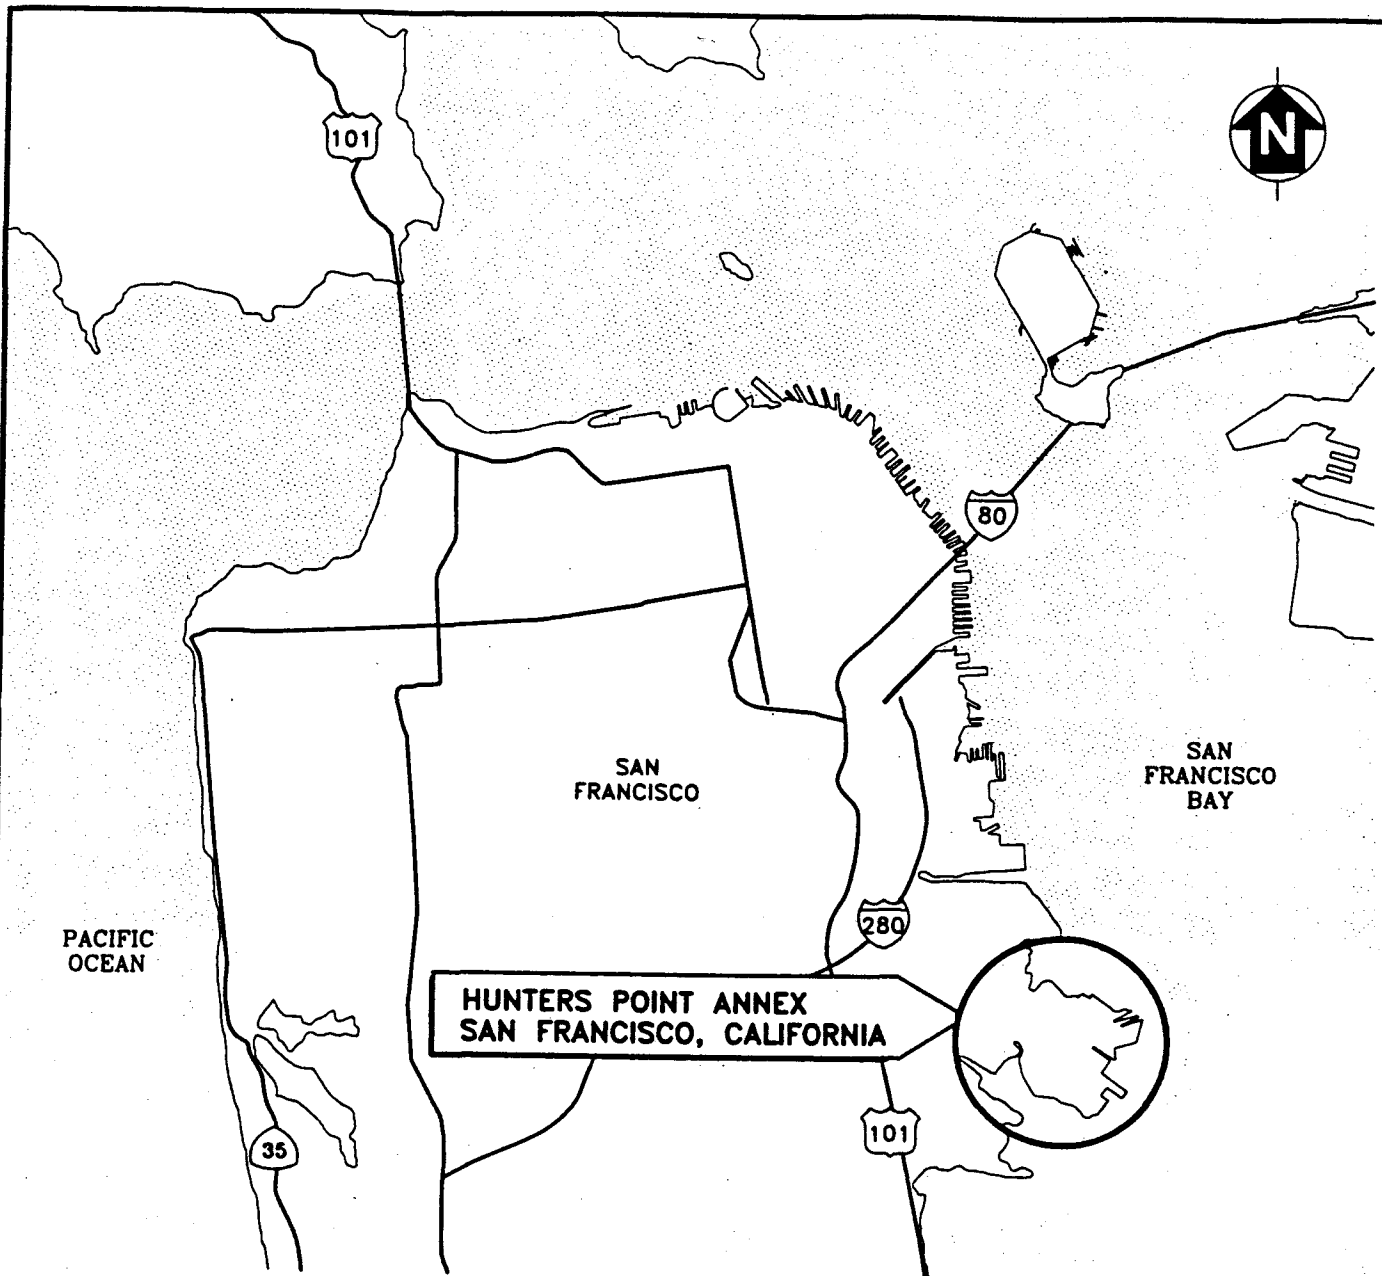 101
N
80
SAN
FRANCISCO
SAN
FRANCISCO
BAY
280
PACIFIC
OCEAN
HUNTERS POINT ANNEX
SAN FRANCISCO, CALIFORNIA
101
35